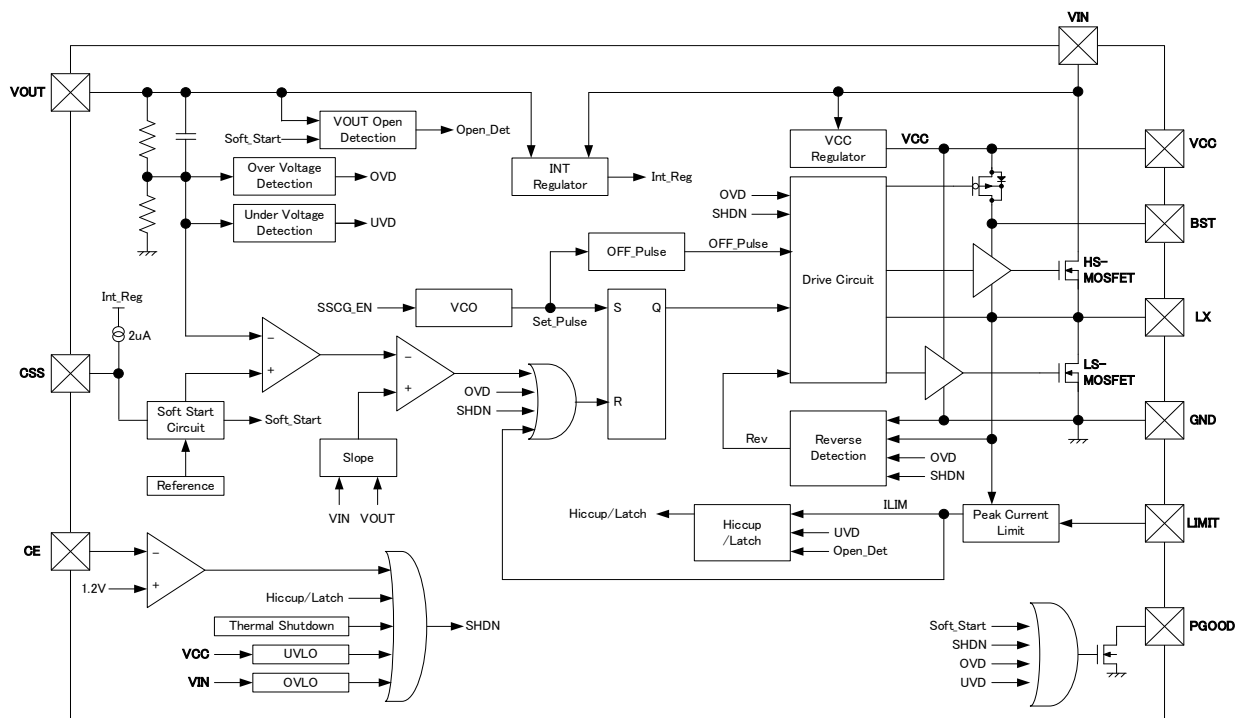 VIN
VOUT
VOUT Open
Detection
Soft_Start
Open_Det
VCC
Regulator
VCC
VCC
Over Voltage
Detection
OVD
INT
Regulator
Int_Reg
Under Voltage
Detection
UVD
OVD
SHDN
BST
OFF_Pulse
OFF_Pulse
Drive Circuit
HS-
MOSFET
Int_Reg
2uA
SSCG_EN
VCO
Set_Pulse
S
Q
LX
CSS
−
+
−
+
LS-
MOSFET
OVD
SHDN
R
Soft Start
Circuit
Soft_Start
GND
Rev
Reverse
Detection
OVD
SHDN
Slope
Reference
VIN
VOUT
Hiccup/Latch
Hiccup
/Latch
ILIM
UVD
Open_Det
Peak Current
Limit
LIMIT
CE
−
+
1.2V
Hiccup/Latch
Thermal Shutdown
SHDN
VCC
UVLO
VIN
OVLO
Soft_Start
SHDN
OVD
UVD
PGOOD